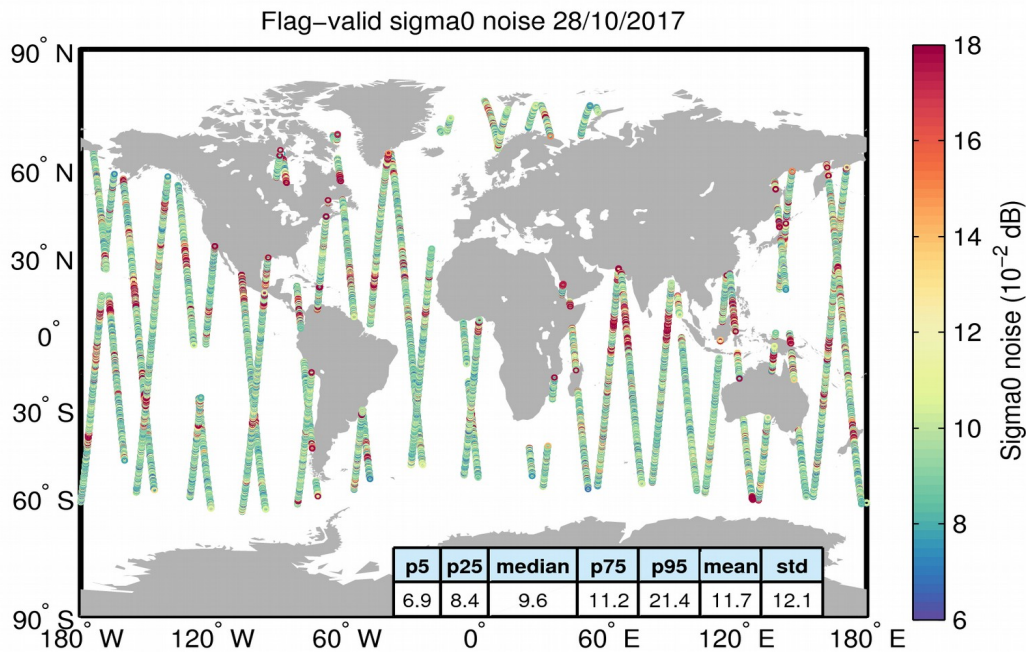 Flag−valid sigma0 noise 28/10/2017
90° N
60° N
30° N
0°
30° S
60° S
90° S
180° W
120° W
60° W
0°
60° E
120° E
180° E
18
16
14
12
10
8
6
Sigma0 noise (10⁻² dB)
p5 p25 median p75 p95 mean std
6.9 8.4 9.6 11.2 21.4 11.7 12.1